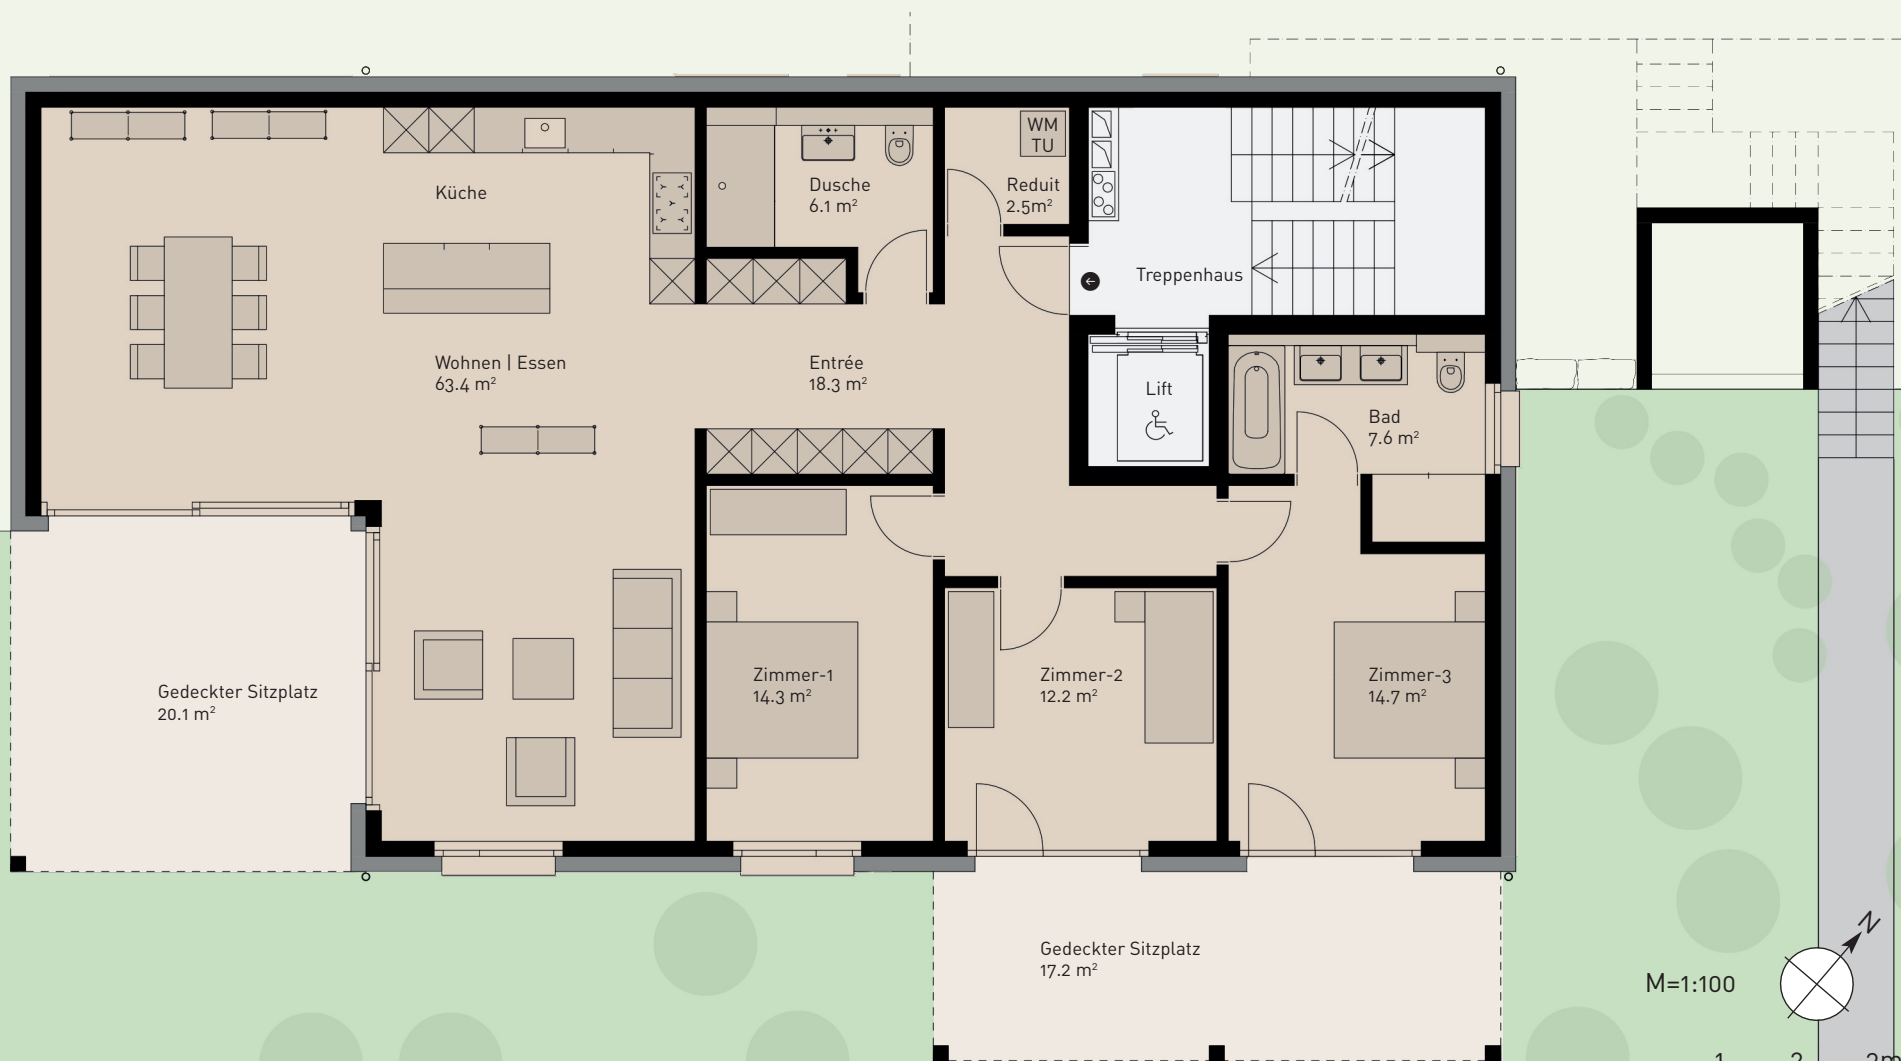 WM
TU
Küche
Dusche
6.1 m²
Reduit
2.5m²
Treppenhaus
Wohnen | Essen
63.4 m²
Entrée
18.3 m²
Lift
Bad
7.6 m²
Gedeckter Sitzplatz
20.1 m²
Zimmer-1
14.3 m²
Zimmer-2
12.2 m²
Zimmer-3
14.7 m²
Gedeckter Sitzplatz
17.2 m²
N
M=1:100